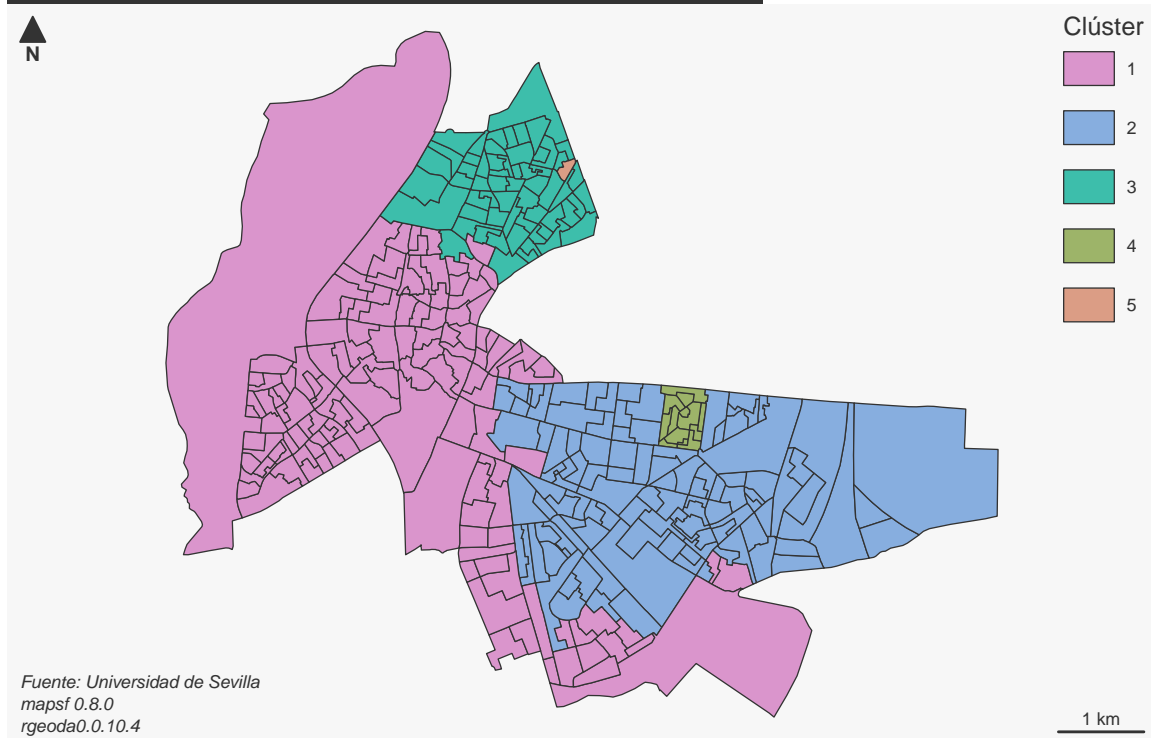 N
Clúster
1
2
3
4
5
Fuente: Universidad de Sevilla
mapsf 0.8.0
rgeoda0.0.10.4
1 km